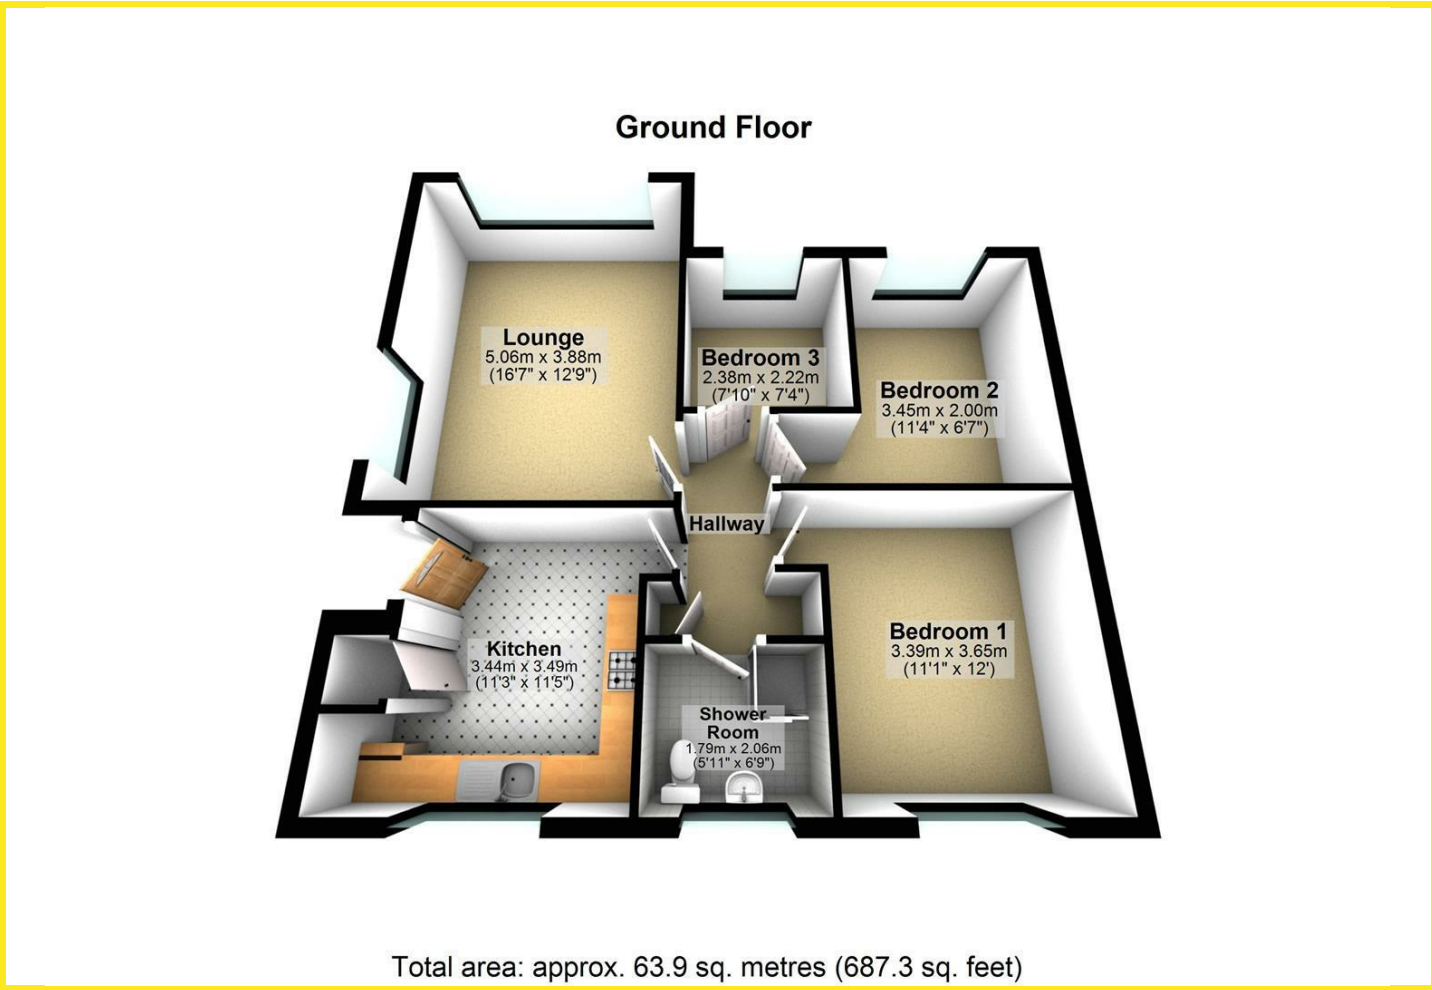 Ground Floor
Lounge
5.06m x 3.88m
(16'7" x 12'9")
Bedroom 3
2.38m x 2.22m
(7'10" x 7'4")
Bedroom 2
3.45m x 2.00m
(11'4" x 6'7")
Hallway
Kitchen
3.44m x 3.49m
(11'3" x 11'5")
Bedroom 1
3.39m x 3.65m
(11'1" x 12')
Shower
Room
1.79m x 2.06m
(5'11" x 6'9")
Total area: approx. 63.9 sq. metres (687.3 sq. feet)